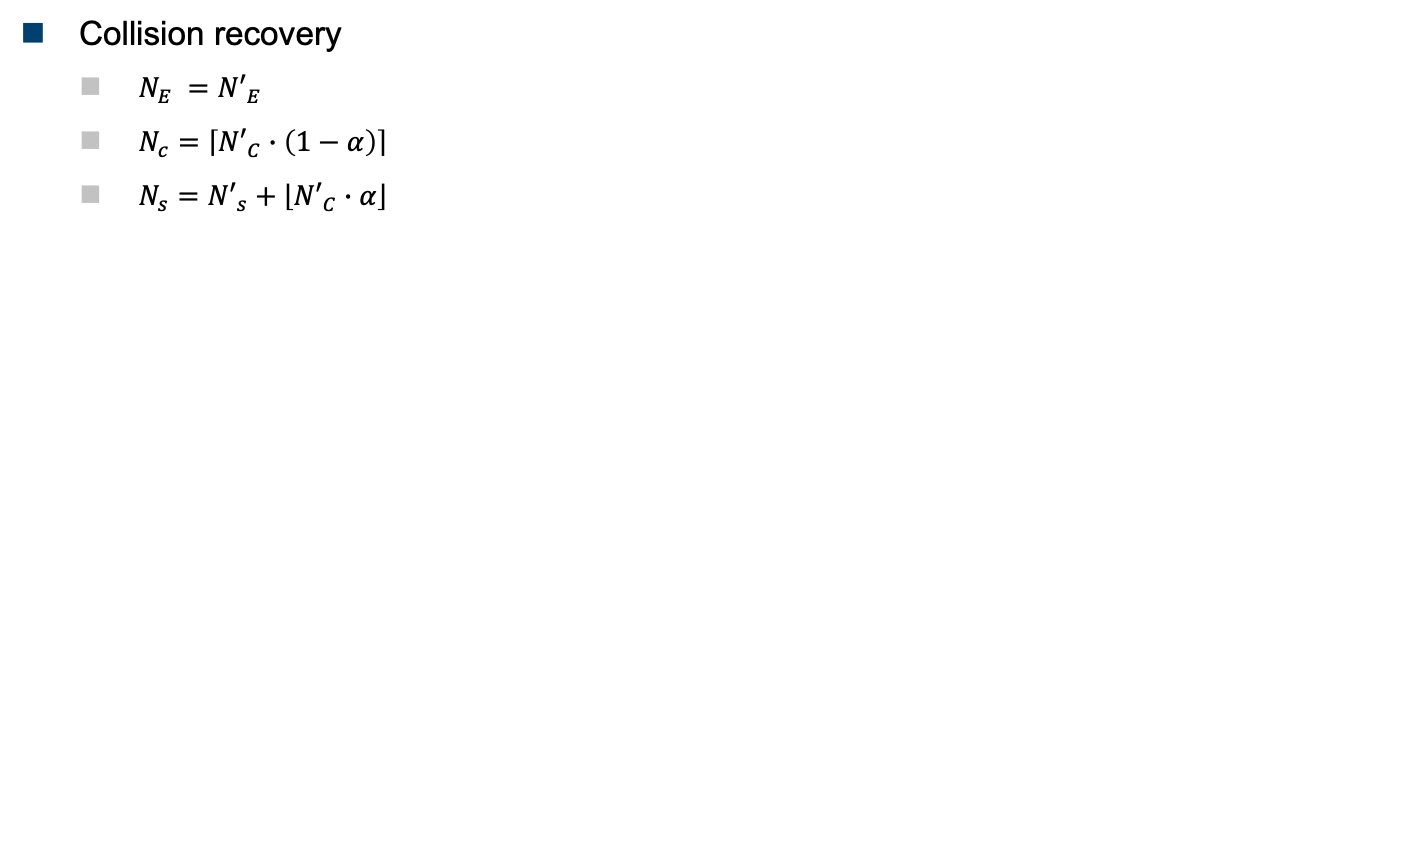 Collision recovery
N_E = N'_E
N_c = ⌈N'_C · (1 − α)⌉
N_s = N'_s + ⌊N'_C · α⌋